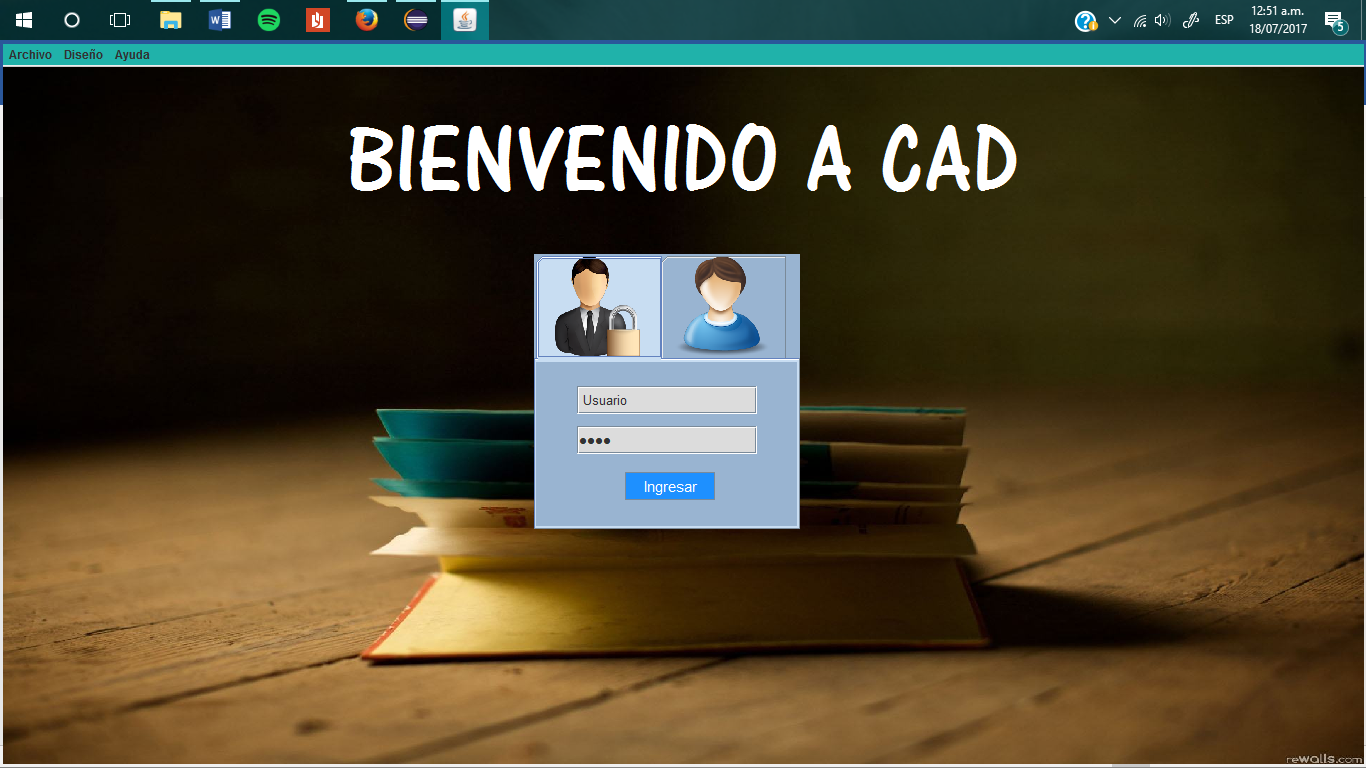 ESP
12:51 a.m.
18/07/2017
5
Archivo Diseño Ayuda
BIENVENIDO A CAD
Usuario
●●●●
Ingresar
rewalls.com